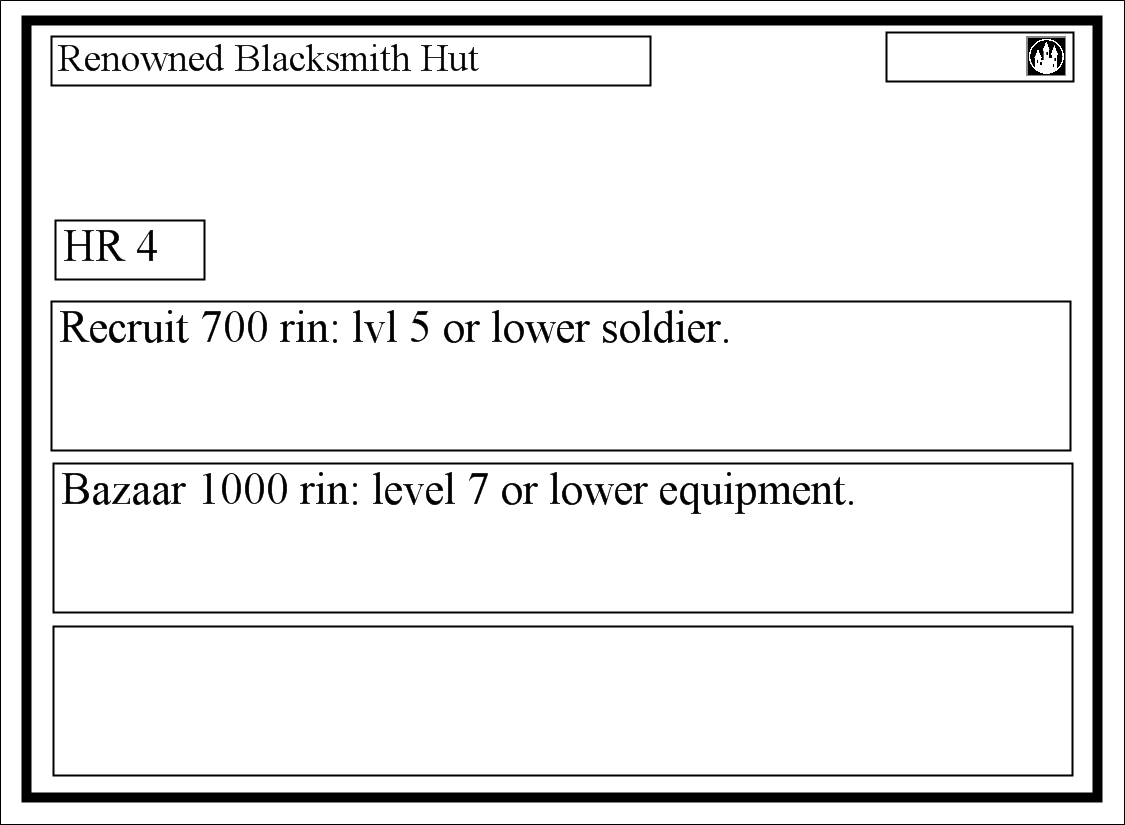 Renowned Blacksmith Hut
HR 4
Recruit 700 rin: lvl 5 or lower soldier.
Bazaar 1000 rin: level 7 or lower equipment.